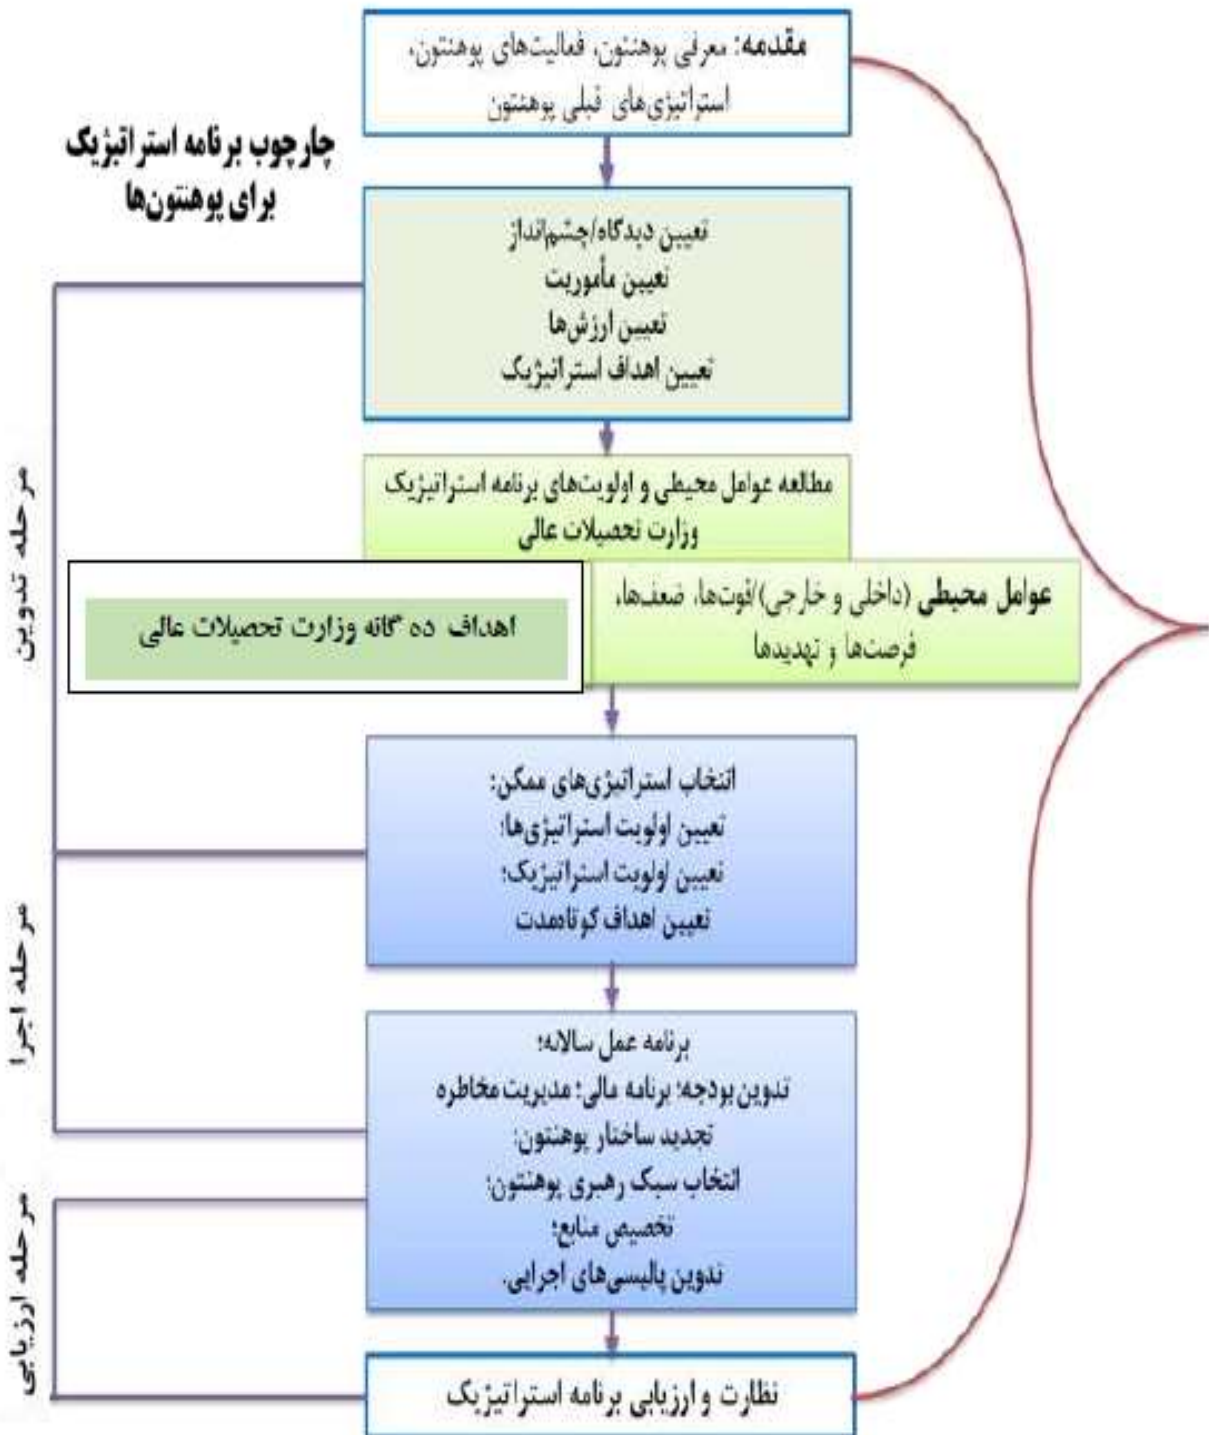 مقدمه: معرفی پوهنتون، فعالیت‌های پوهنتون،
استراتیژی‌های قبلی پوهنتون
چارچوب برنامه استراتیژیک
برای پوهنتون‌ها
تعیین دیدگاه/چشم‌انداز
تعیین مأموریت
تعیین ارزش‌ها
تعیین اهداف استراتیژیک
مطالعه عوامل محیطی و اولویت‌های برنامه استراتیژیک
وزارت تحصیلات عالی
عوامل محیطی (داخلی و خارجی)/قوت‌ها، ضعف‌ها،
فرصت‌ها و تهدیدها
اهداف ده گانه وزارت تحصیلات عالی
مرحله تدوین
انتخاب استراتیژی‌های ممکن؛
تعیین اولویت استراتیژی‌ها؛
تعیین اولویت استراتیژیک؛
تعیین اهداف کوتاه‌مدت
مرحله اجرا
برنامه عمل سالانه؛
تدوین بودجه؛ برنامه مالی؛ مدیریت مخاطره
تجدید ساختار پوهنتون؛
انتخاب سبک رهبری پوهنتون؛
تخصیص منابع؛
تدوین پالیسی‌های اجرایی.
مرحله ارزیابی
نظارت و ارزیابی برنامه استراتیژیک